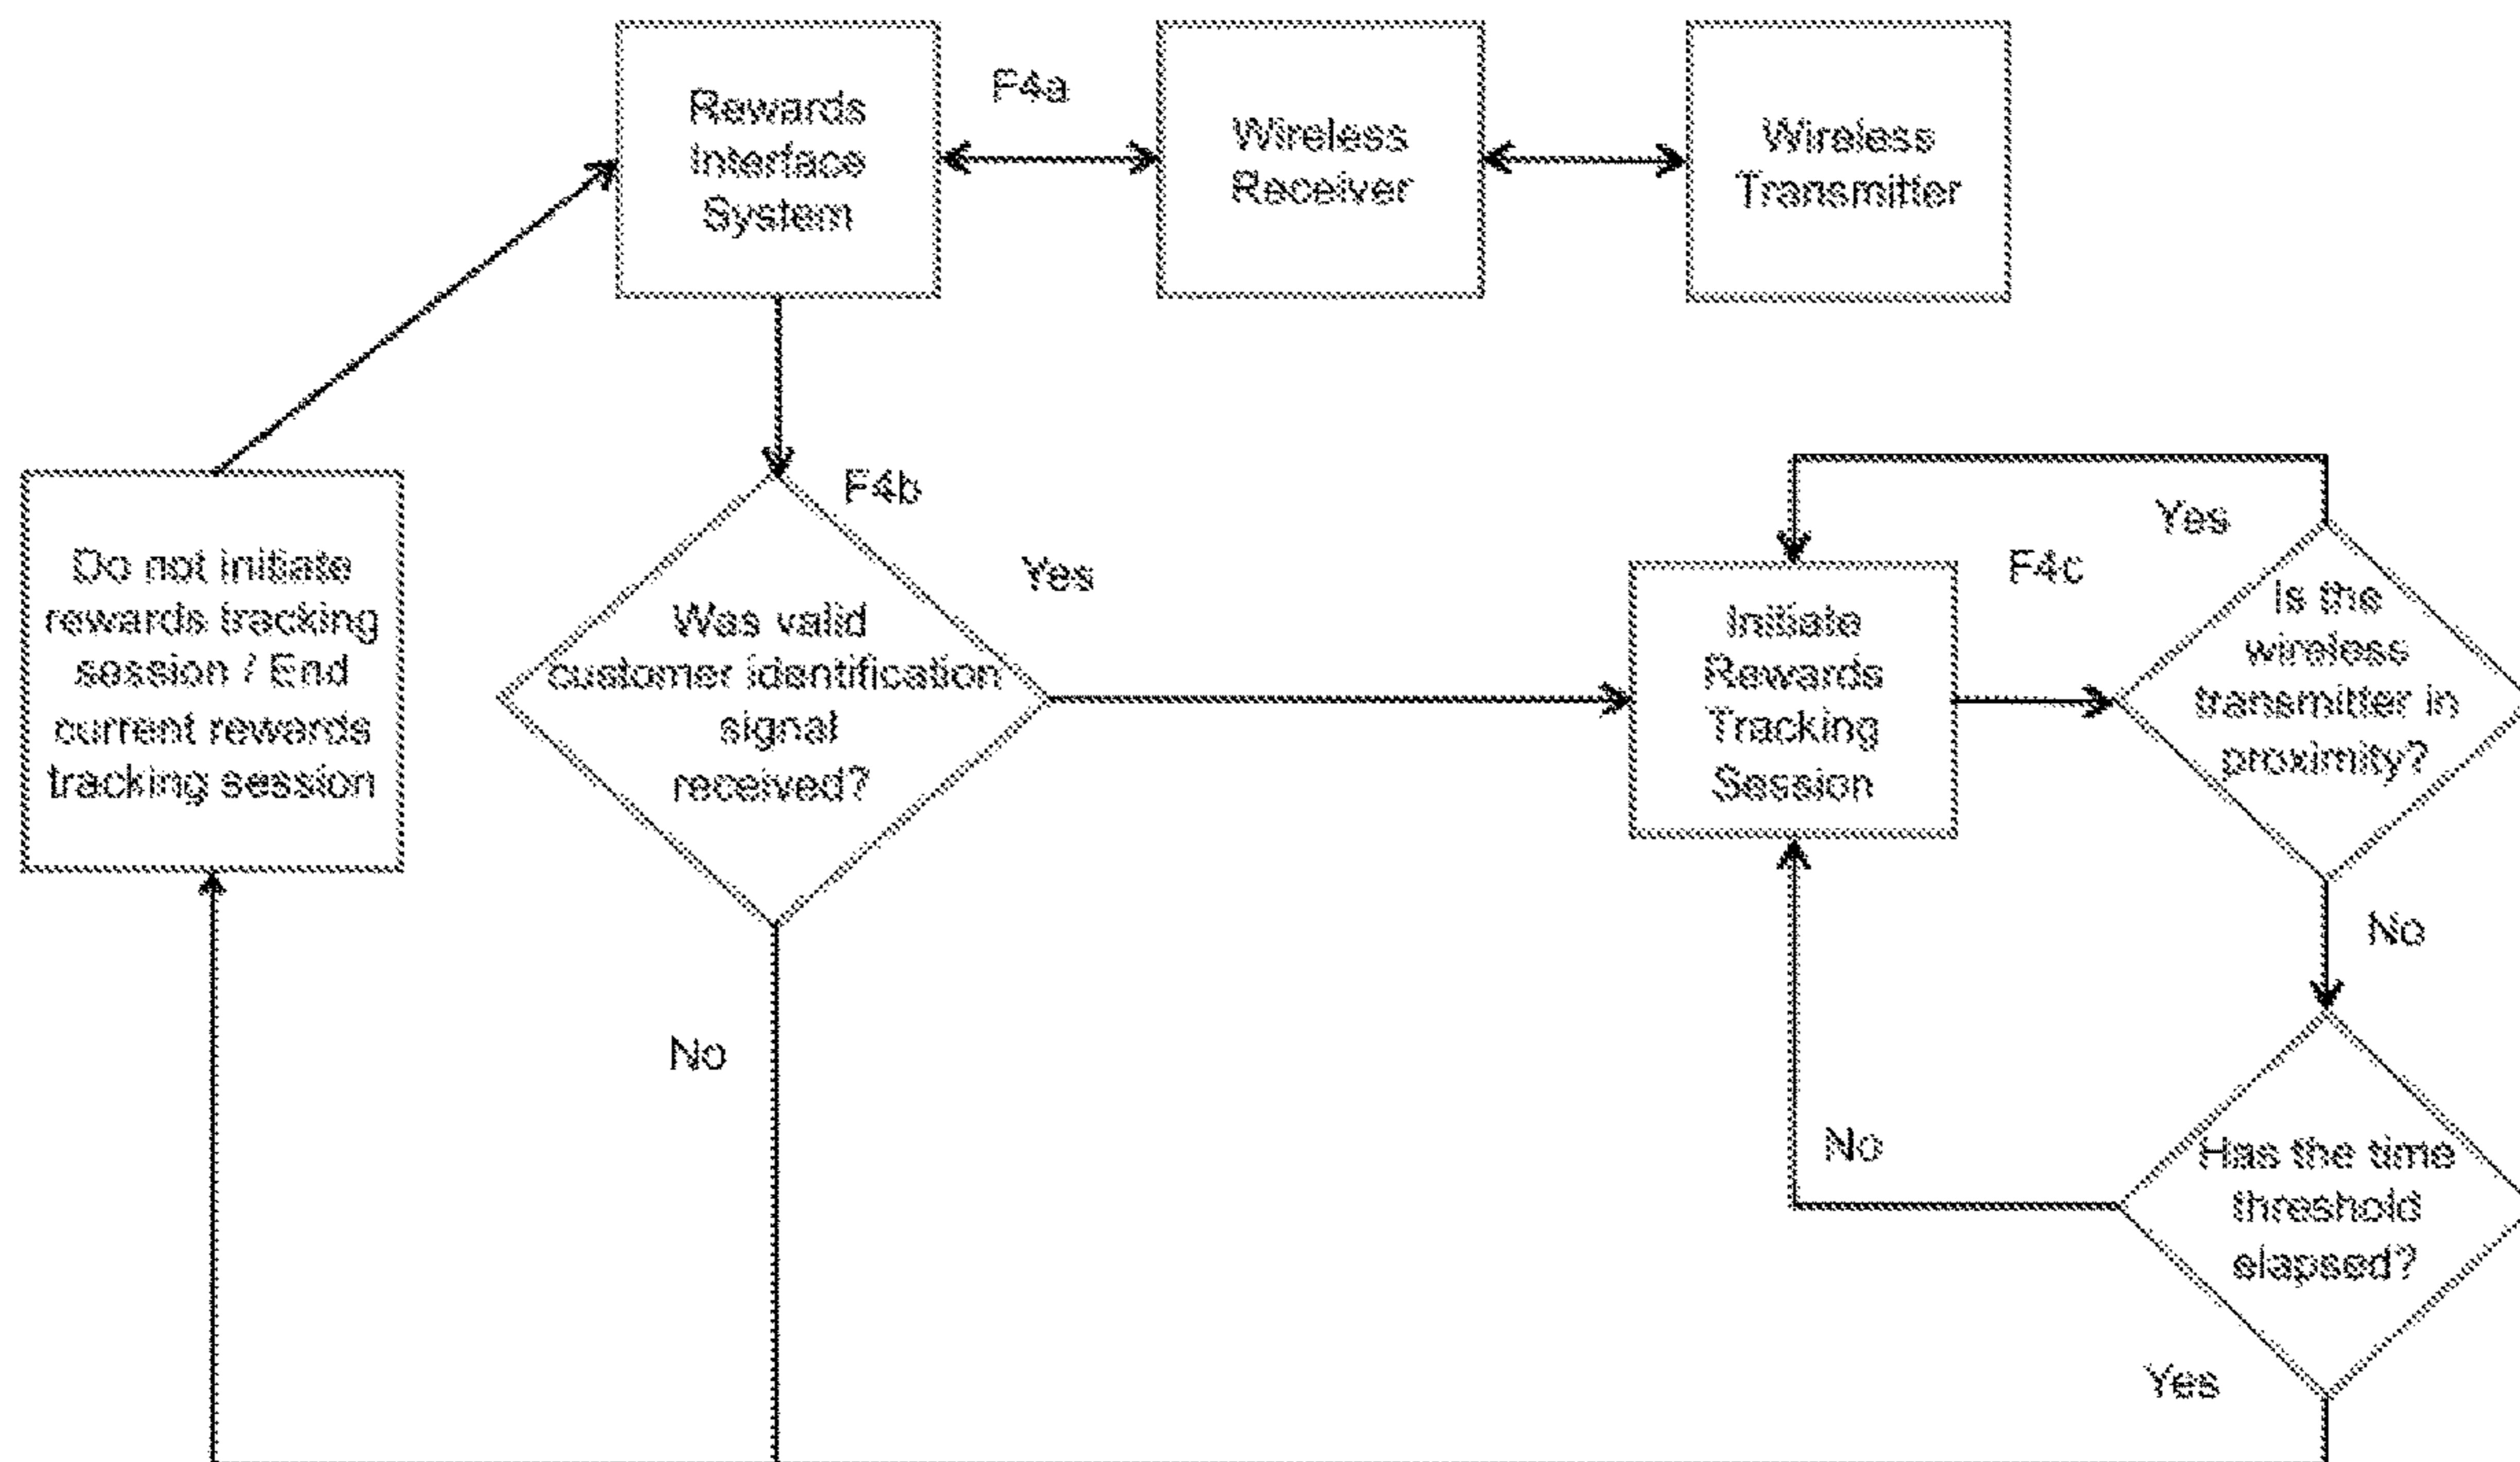 Rewards
Interface
System
F4a
Wireless
Receiver
Wireless
Transmitter
Do not initiate
rewards tracking
session / End
current rewards
tracking session
F4b
Was valid
customer identification
signal
received?
Yes
No
Initiate
Rewards
Tracking
Session
F4c
Yes
Is the
wireless
transmitter in
proximity?
No
Has the time
threshold
elapsed?
No
Yes